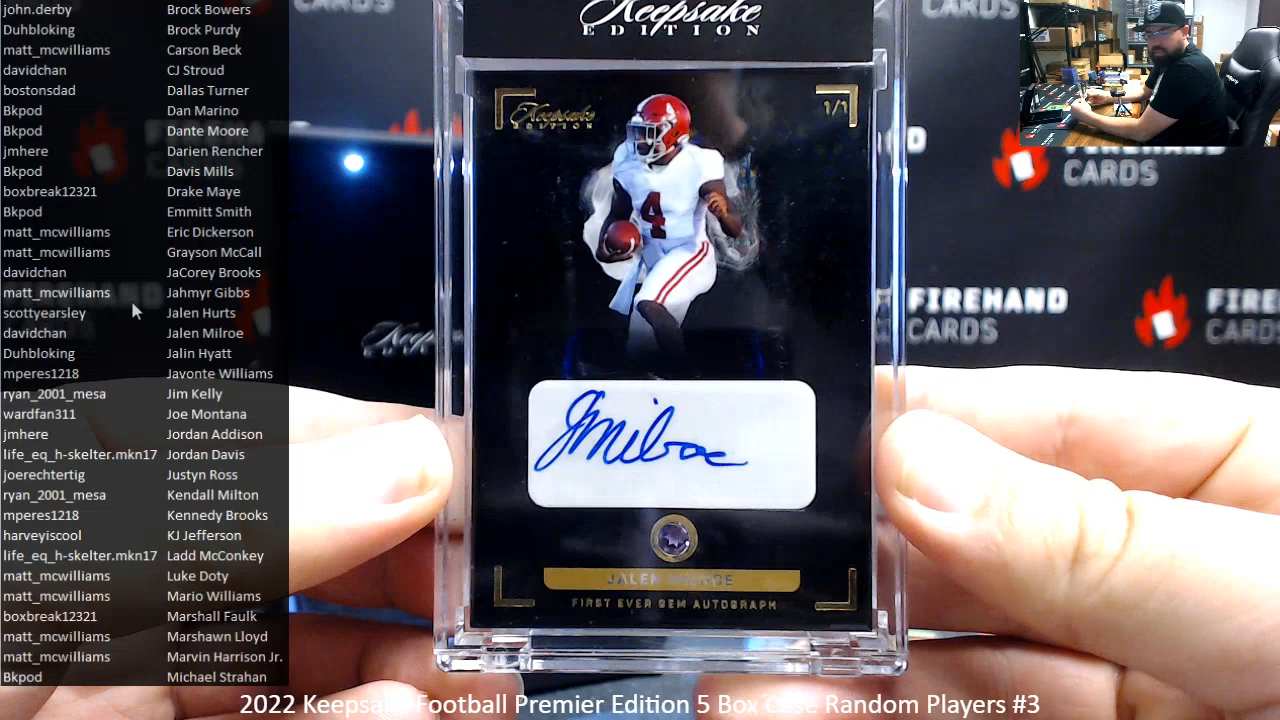 john.derby Brock Bowers
Duhbloking Brock Purdy
matt_mcwilliams Carson Beck
davidchan CJ Stroud
bostonsdad Dallas Turner
Bkpod Dan Marino
Bkpod Dante Moore
jmhere Darien Rencher
Bkpod Davis Mills
boxbreak12321 Drake Maye
Bkpod Emmitt Smith
matt_mcwilliams Eric Dickerson
matt_mcwilliams Grayson McCall
davidchan JaCorey Brooks
matt_mcwilliams Jahmyr Gibbs
scottyearsley Jalen Hurts
davidchan Jalen Milroe
Duhbloking Jalin Hyatt
mperes1218 Javonte Williams
ryan_2001_mesa Jim Kelly
wardfan311 Joe Montana
jmhere Jordan Addison
life_eq_h-skelter.mkn17 Jordan Davis
joerechtertig Justyn Ross
ryan_2001_mesa Kendall Milton
mperes1218 Kennedy Brooks
harveyiscool KJ Jefferson
life_eq_h-skelter.mkn17 Ladd McConkey
matt_mcwilliams Luke Doty
matt_mcwilliams Mario Williams
boxbreak12321 Marshall Faulk
matt_mcwilliams Marshawn Lloyd
matt_mcwilliams Marvin Harrison Jr.
Bkpod Michael Strahan
Keepsake
EDITION
Keepsake
EDITION
1/1
4
JMilroe
JALEN MILROE
FIRST EVER GEM AUTOGRAPH
CARDS
CARDS
CARDS
FIREHAND
CARDS
FIREHAND
CARDS
2022 Keepsake Football Premier Edition 5 Box Case Random Players #3